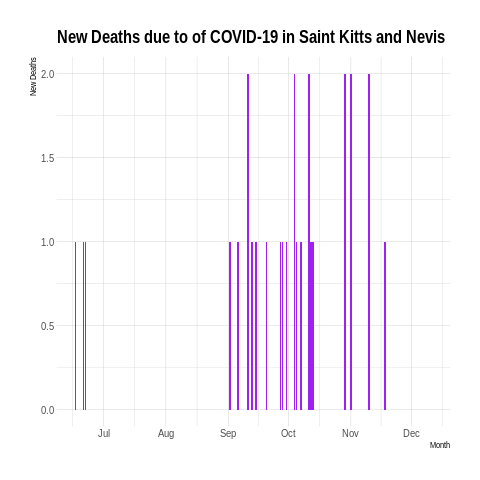 New Deaths due to of COVID-19 in Saint Kitts and Nevis
New Deaths
2.0
1.5
1.0
0.5
0.0
Jul Aug Sep Oct Nov Dec
Month